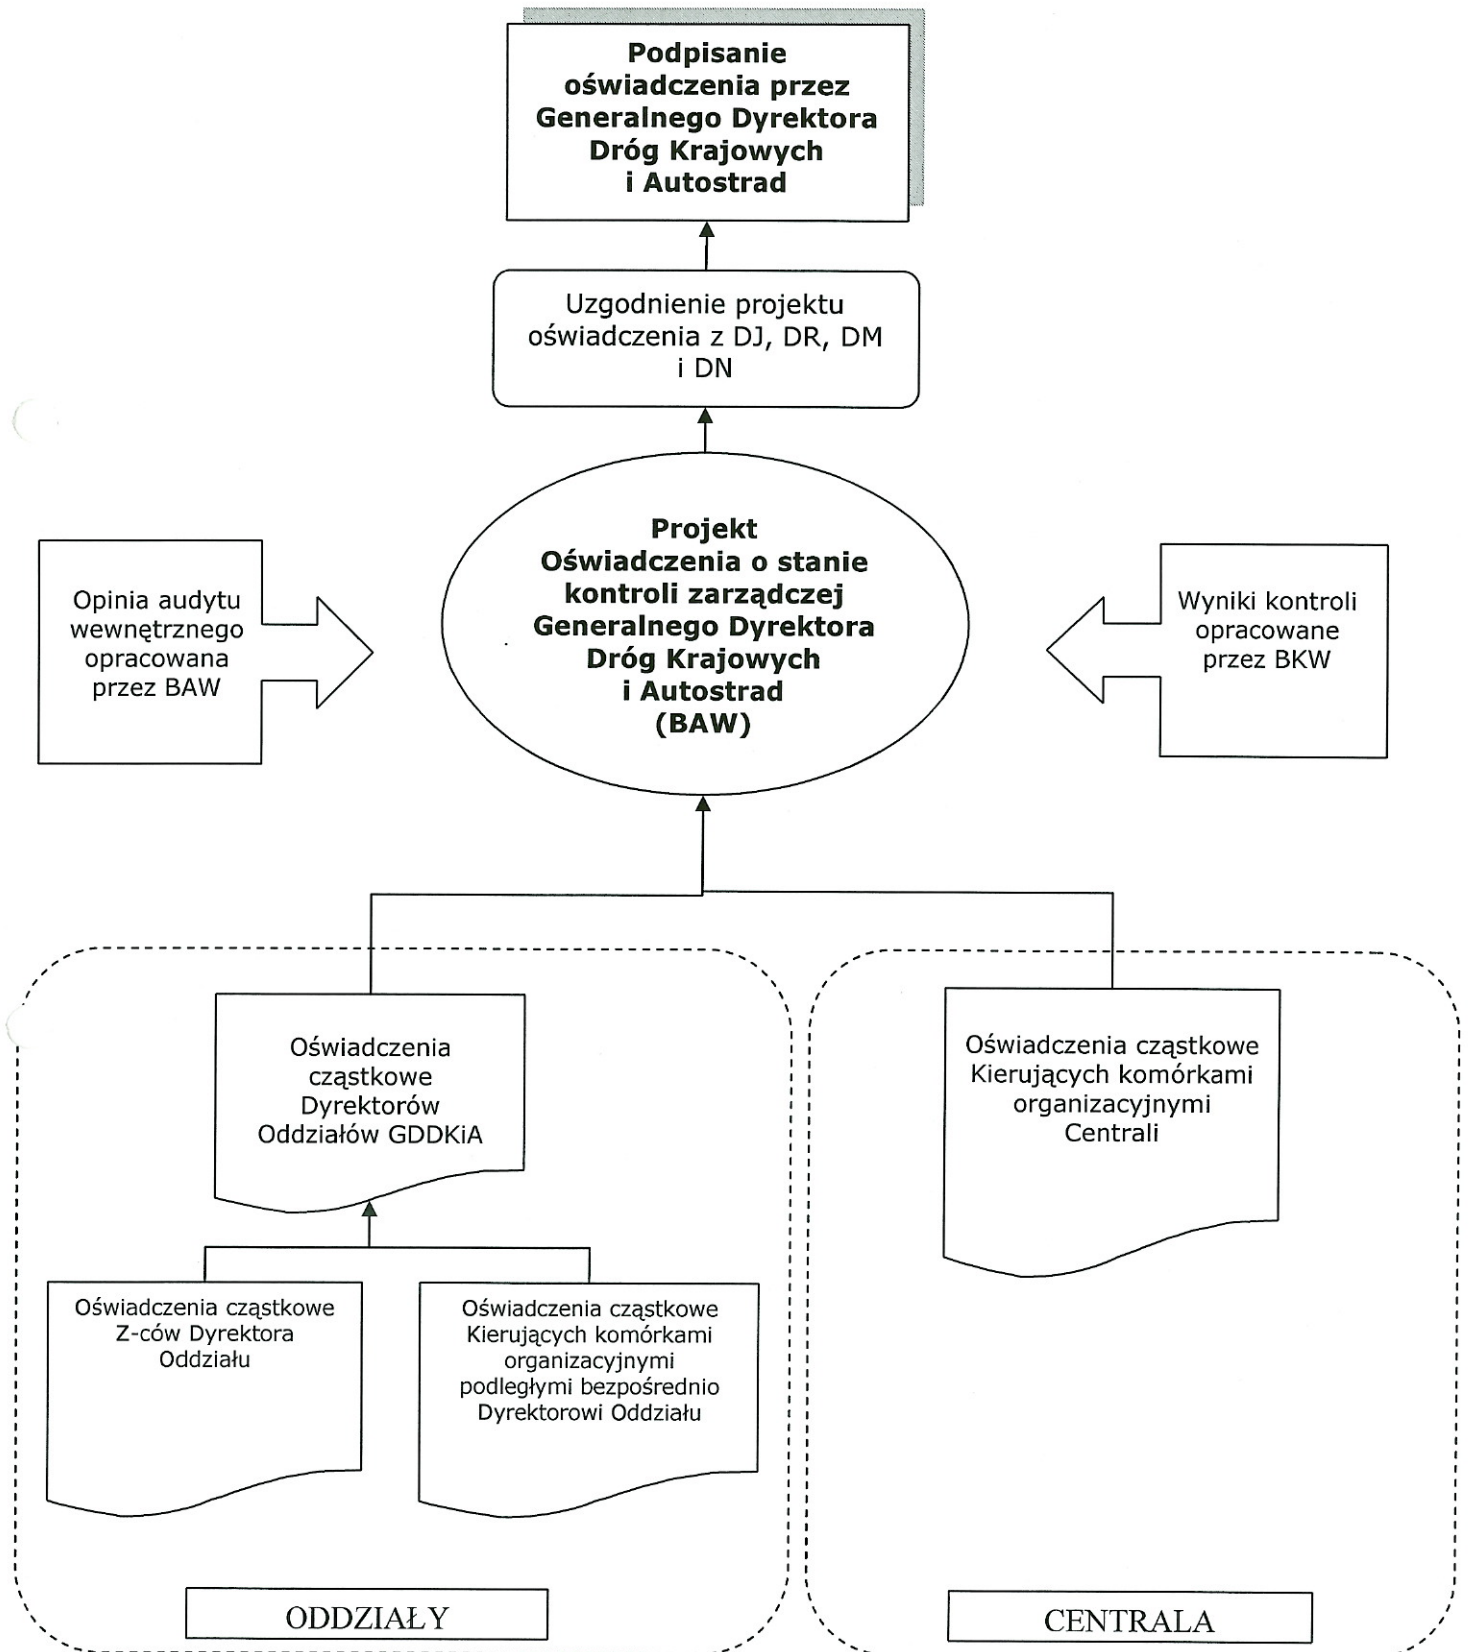 Podpisanie
oświadczenia przez
Generalnego Dyrektora
Dróg Krajowych
i Autostrad
Uzgodnienie projektu
oświadczenia z DJ, DR, DM
i DN
Projekt
Oświadczenia o stanie
kontroli zarządczej
Generalnego Dyrektora
Dróg Krajowych
i Autostrad
(BAW)
Opinia audytu
wewnętrznego
opracowana
przez BAW
Wyniki kontroli
opracowane
przez BKW
Oświadczenia
cząstkowe
Dyrektorów
Oddziałów GDDKiA
Oświadczenia cząstkowe
Kierujących komórkami
organizacyjnymi
Centrali
Oświadczenia cząstkowe
Z-ców Dyrektora
Oddziału
Oświadczenia cząstkowe
Kierujących komórkami
organizacyjnymi
podległymi bezpośrednio
Dyrektorowi Oddziału
ODDZIAŁY
CENTRALA